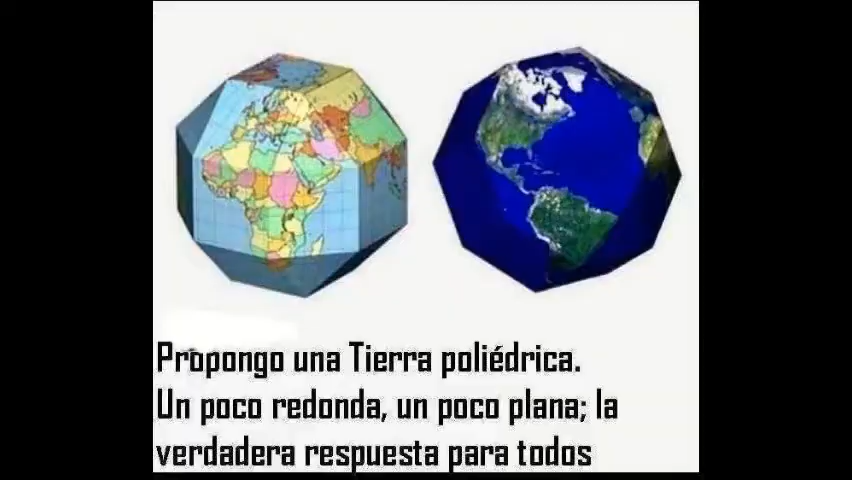 Propongo una Tierra poliédrica.
Un poco redonda, un poco plana; la
verdadera respuesta para todos